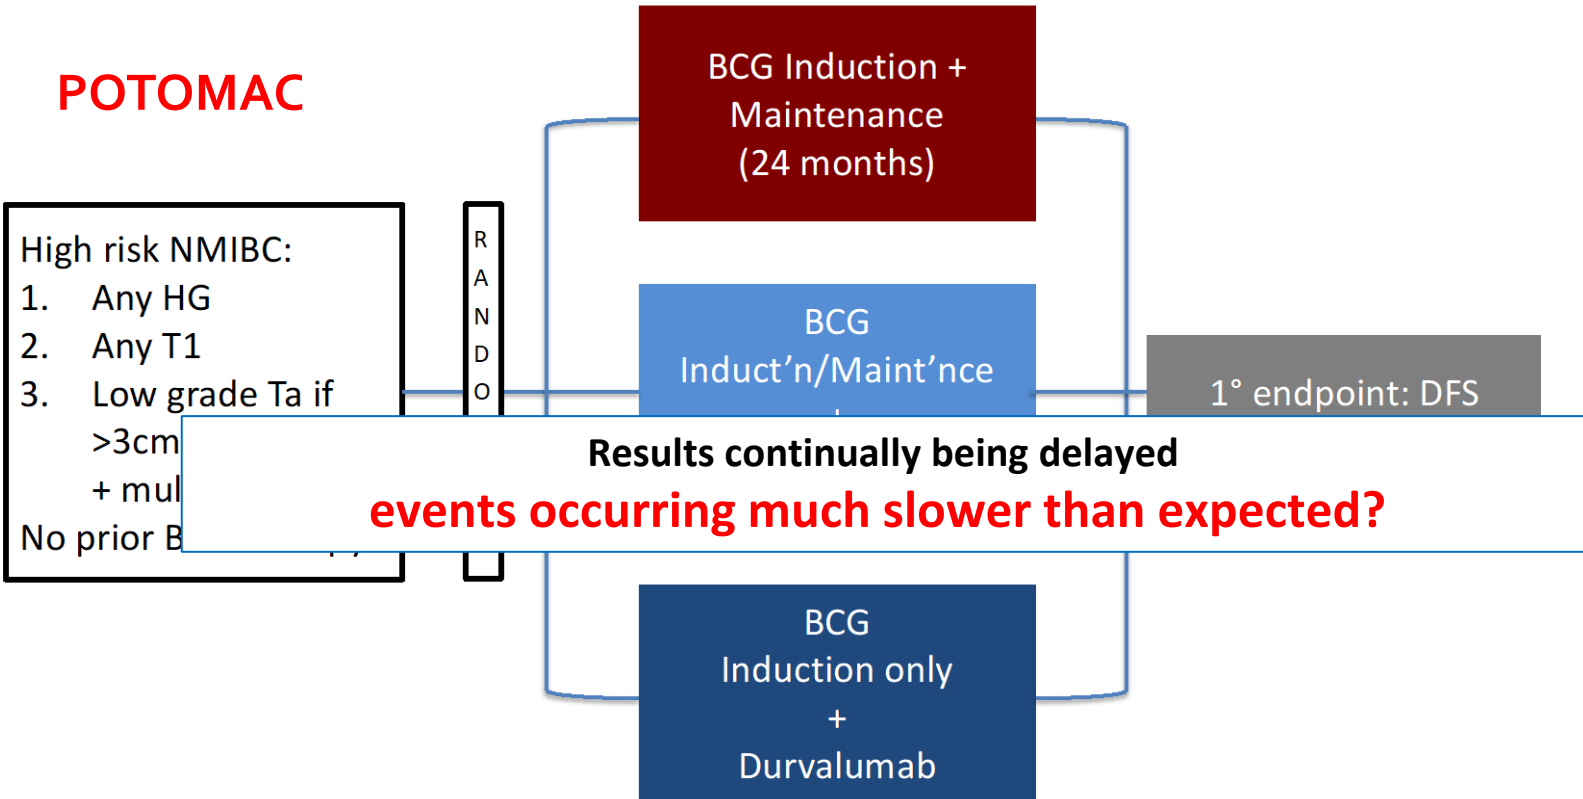 POTOMAC
BCG Induction +
Maintenance
(24 months)
High risk NMIBC:
1. Any HG
2. Any T1
3. Low grade Ta if
>3cm
+ mul
No prior B
R
A
N
D
O
BCG
Induct’n/Maint’nce
1° endpoint: DFS
Results continually being delayed
events occurring much slower than expected?
BCG
Induction only
+
Durvalumab